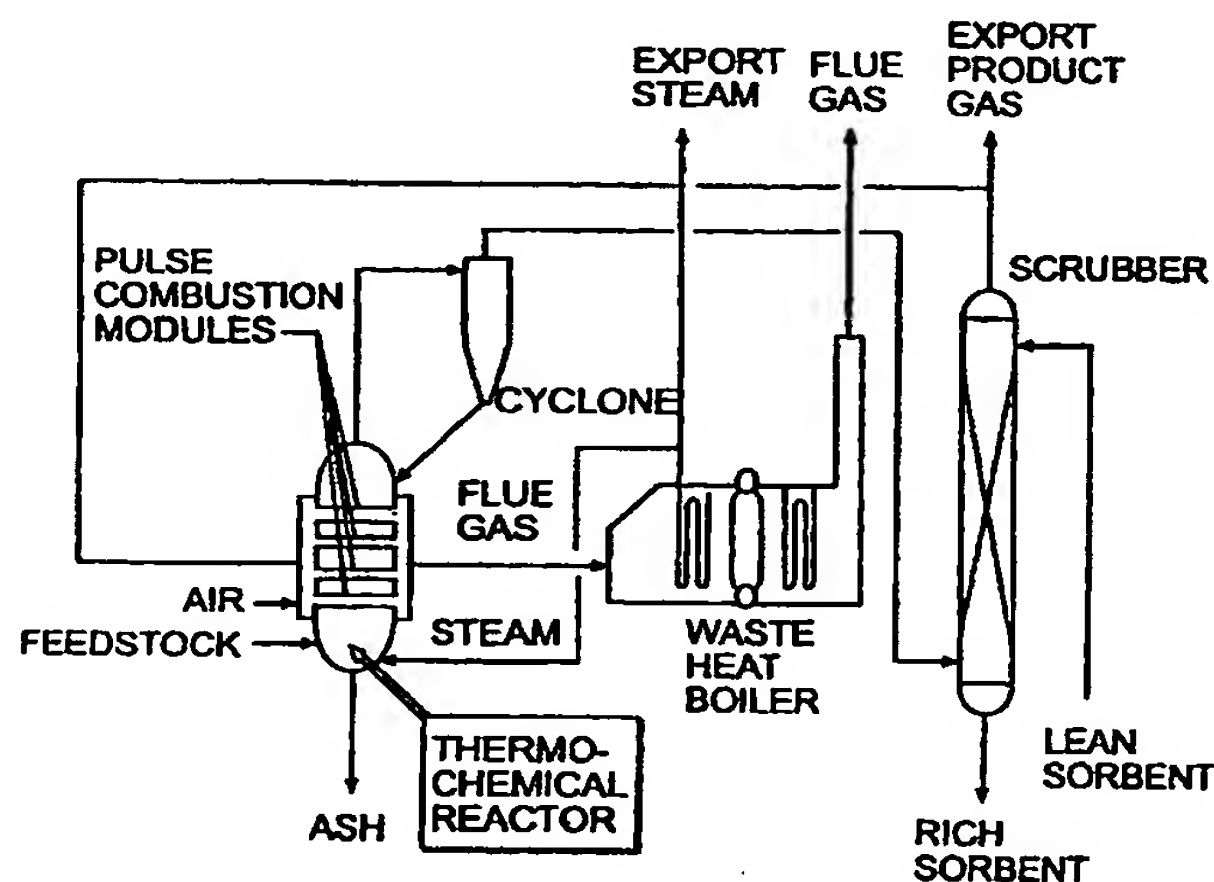 EXPORT
STEAM
FLUE
GAS
EXPORT
PRODUCT
GAS
PULSE
COMBUSTION
MODULES
SCRUBBER
CYCLONE
FLUE
GAS
AIR
FEEDSTOCK
STEAM
WASTE
HEAT
BOILER
THERMO-
CHEMICAL
REACTOR
ASH
LEAN
SORBENT
RICH
SORBENT